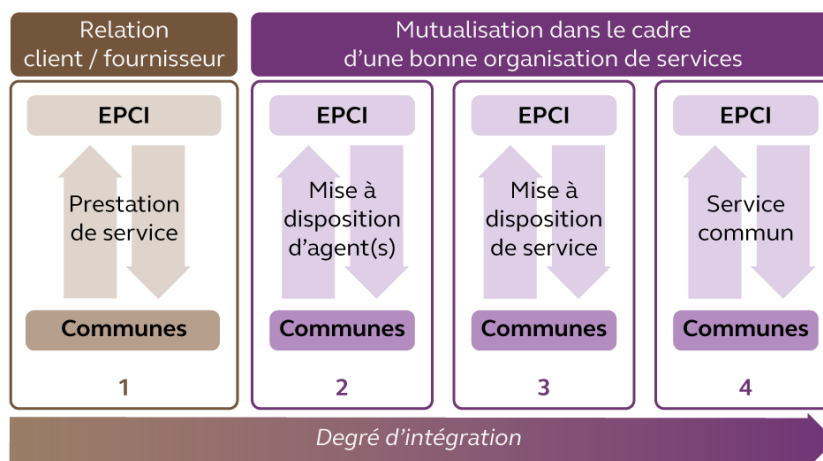 Relation
client / fournisseur
Mutualisation dans le cadre
d'une bonne organisation de services
EPCI
Prestation
de service
Communes
1
EPCI
Mise à
disposition
d'agent(s)
Communes
2
EPCI
Mise à
disposition
de service
Communes
3
EPCI
Service
commun
Communes
4
Degré d'intégration